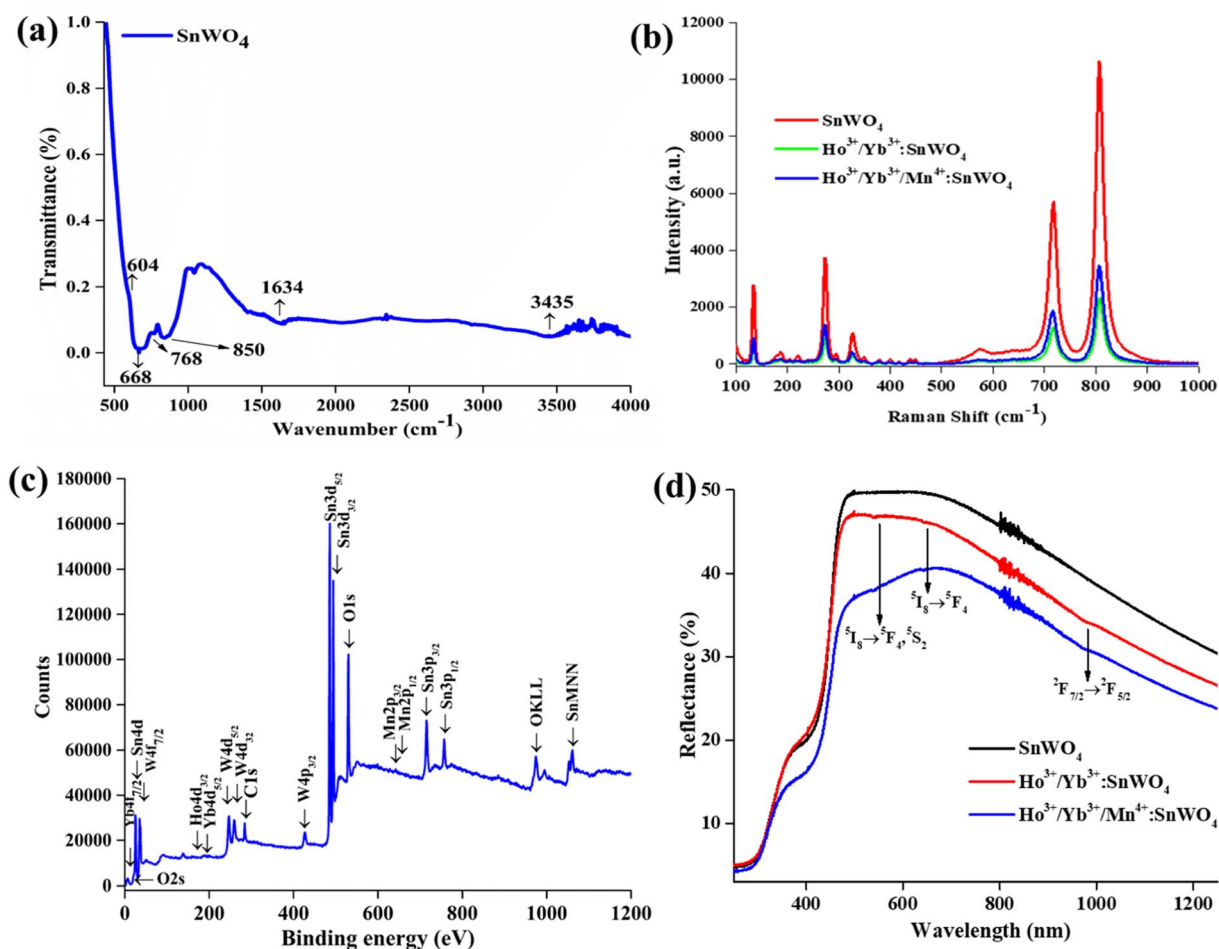 (a)
SnWO₄
Transmittance (%)
1.0
0.8
0.6
0.4
0.2
0.0
604
668
768
850
1634
3435
500 1000 1500 2000 2500 3000 3500 4000
Wavenumber (cm⁻¹)
(b)
Intensity (a.u.)
12000
10000
8000
6000
4000
2000
0
SnWO₄
Ho³⁺/Yb³⁺:SnWO₄
Ho³⁺/Yb³⁺/Mn⁴⁺:SnWO₄
100 200 300 400 500 600 700 800 900 1000
Raman Shift (cm⁻¹)
(c)
Counts
180000
160000
140000
120000
100000
80000
60000
40000
20000
0
Yb4f₇/₂
O2s
Sn4d
W4f₇/₂
Ho4d₃/₂
Yb4d₅/₂
W4d₅/₂
W4d₃₂
C1S
W4p₃/₂
Sn3d₅/₂
Sn3d₃/₂
O1s
Mn2p₃/₂
Mn2p₁/₂
Sn3p₃/₂
Sn3p₁/₂
OKLL
SnMNN
0 200 400 600 800 1000 1200
Binding energy (eV)
(d)
Reflectance (%)
50
40
30
20
10
⁵I₈→⁵F₄,⁵S₂
⁵I₈→⁵F₄
²F₇/₂→²F₅/₂
SnWO₄
Ho³⁺/Yb³⁺:SnWO₄
Ho³⁺/Yb³⁺/Mn⁴⁺:SnWO₄
400 600 800 1000 1200
Wavelength (nm)